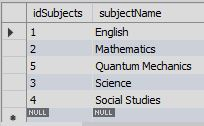 idSubjects subjectName
1 English
2 Mathematics
5 Quantum Mechanics
3 Science
4 Social Studies
NULL NULL